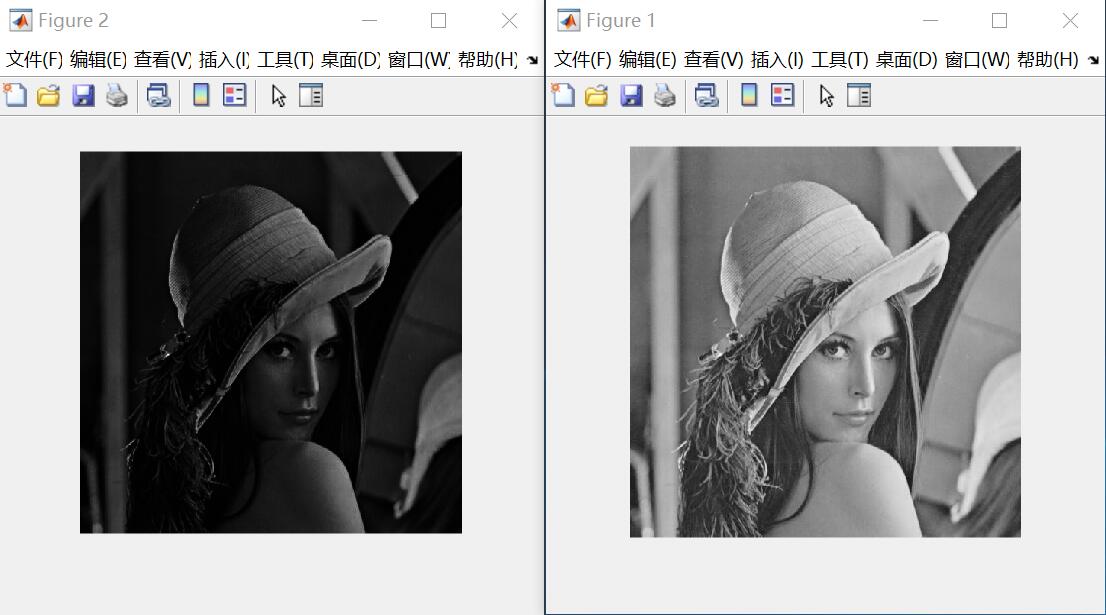 Figure 2
文件(F) 编辑(E) 查看(V) 插入(I) 工具(T) 桌面(D) 窗口(W) 帮助(H)
Figure 1
文件(F) 编辑(E) 查看(V) 插入(I) 工具(T) 桌面(D) 窗口(W) 帮助(H)